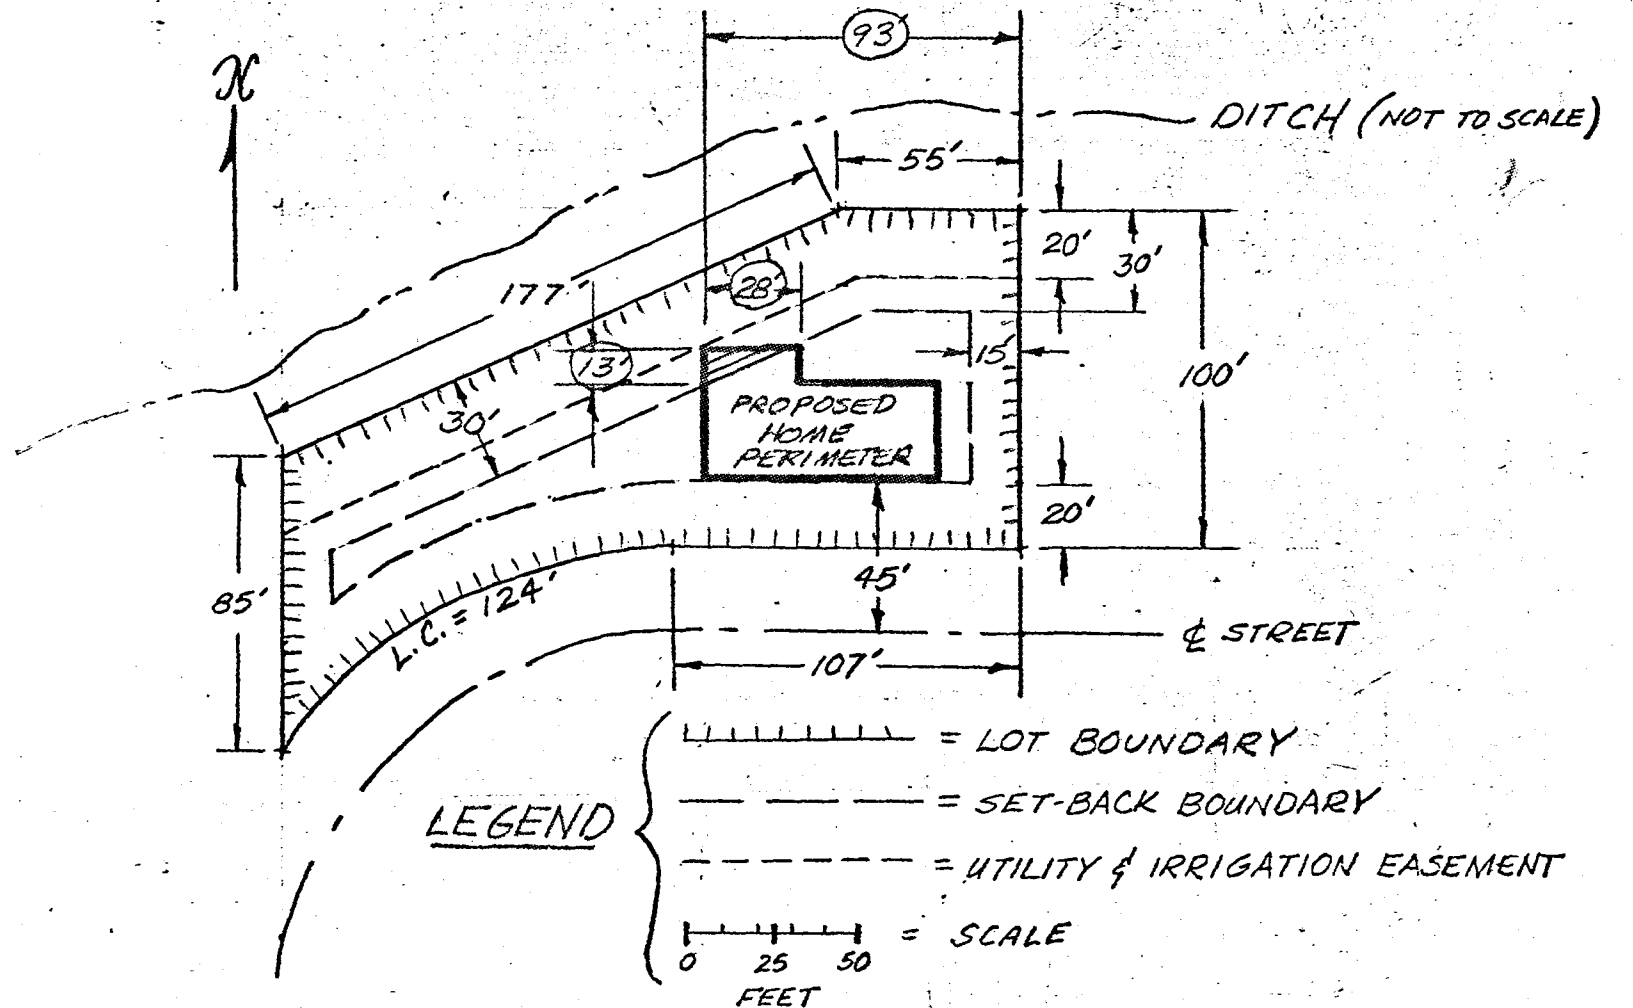 N
93'
DITCH (NOT TO SCALE)
55'
20'
30'
177'
28'
13'
15'
100'
30'
PROPOSED
HOME
PERIMETER
20'
85'
L.C. = 124'
45'
℄ STREET
107'
LEGEND
= LOT BOUNDARY
= SET-BACK BOUNDARY
= UTILITY & IRRIGATION EASEMENT
= SCALE
0 25 50
FEET